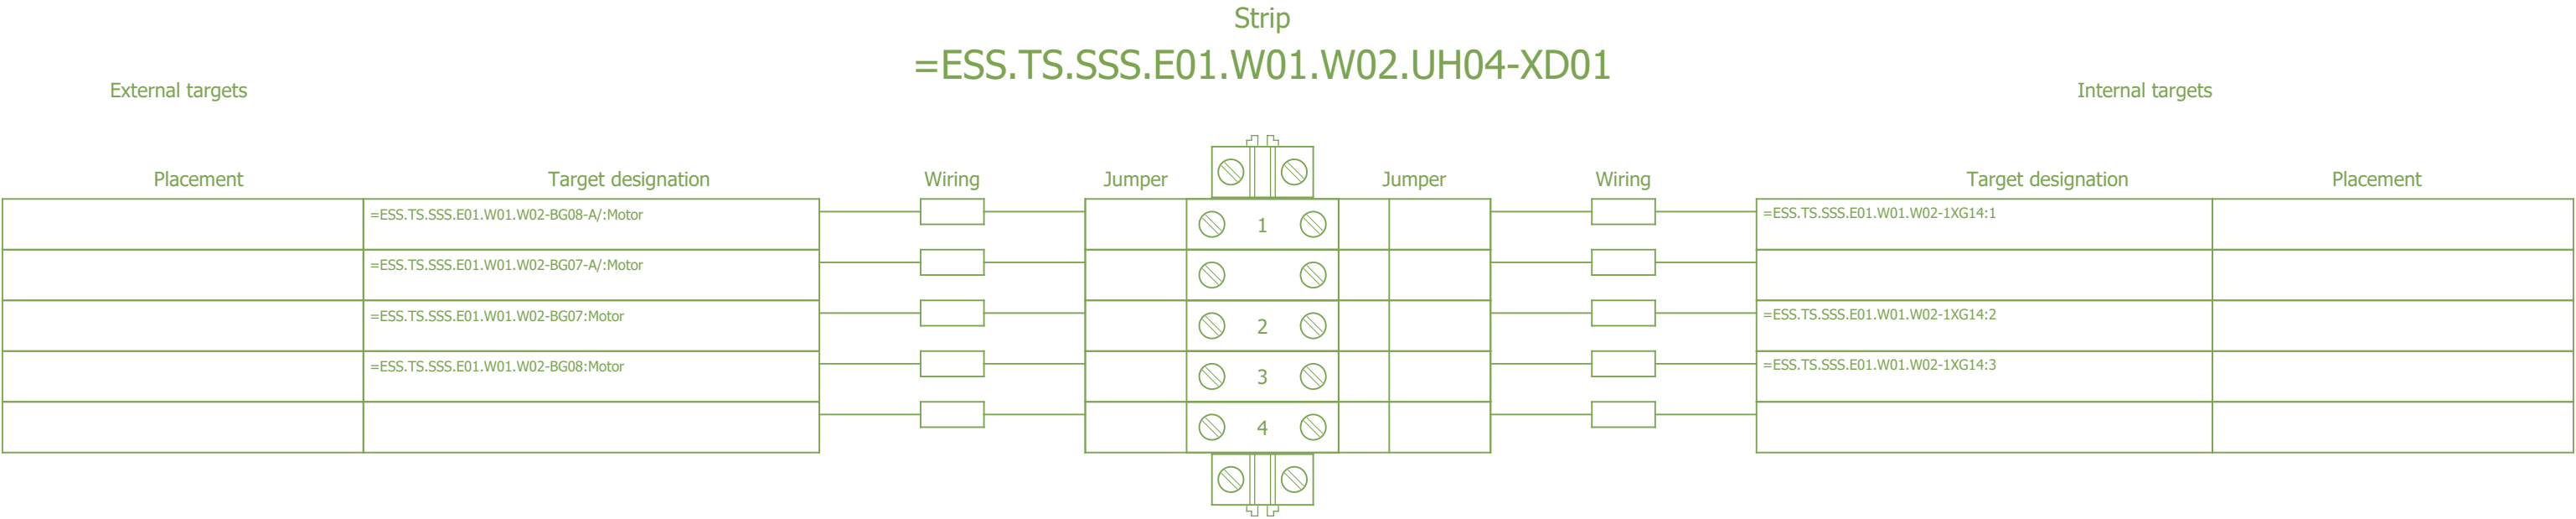 Strip
=ESS.TS.SSS.E01.W01.W02.UH04-XD01
External targets
Internal targets
Placement Target designation Wiring Jumper Jumper Wiring Target designation Placement
=ESS.TS.SSS.E01.W01.W02-BG08-A/:Motor 1 =ESS.TS.SSS.E01.W01.W02-1XG14:1
=ESS.TS.SSS.E01.W01.W02-BG07-A/:Motor
=ESS.TS.SSS.E01.W01.W02-BG07:Motor 2 =ESS.TS.SSS.E01.W01.W02-1XG14:2
=ESS.TS.SSS.E01.W01.W02-BG08:Motor 3 =ESS.TS.SSS.E01.W01.W02-1XG14:3
4